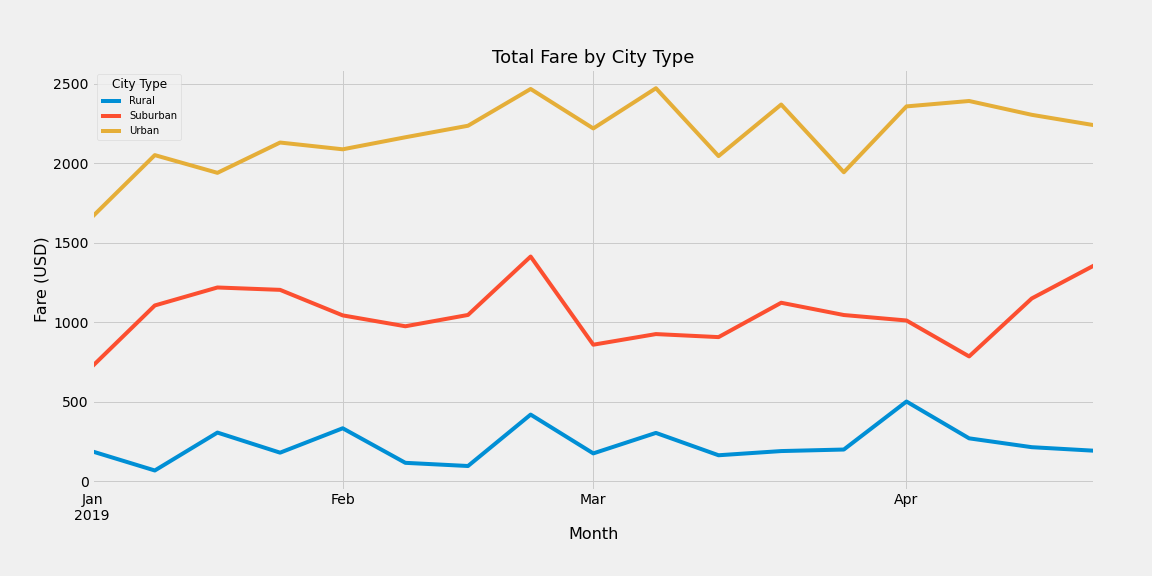 Total Fare by City Type
City Type
Rural
Suburban
Urban
Fare (USD)
2500
2000
1500
1000
500
0
Jan Feb Mar Apr
2019
Month